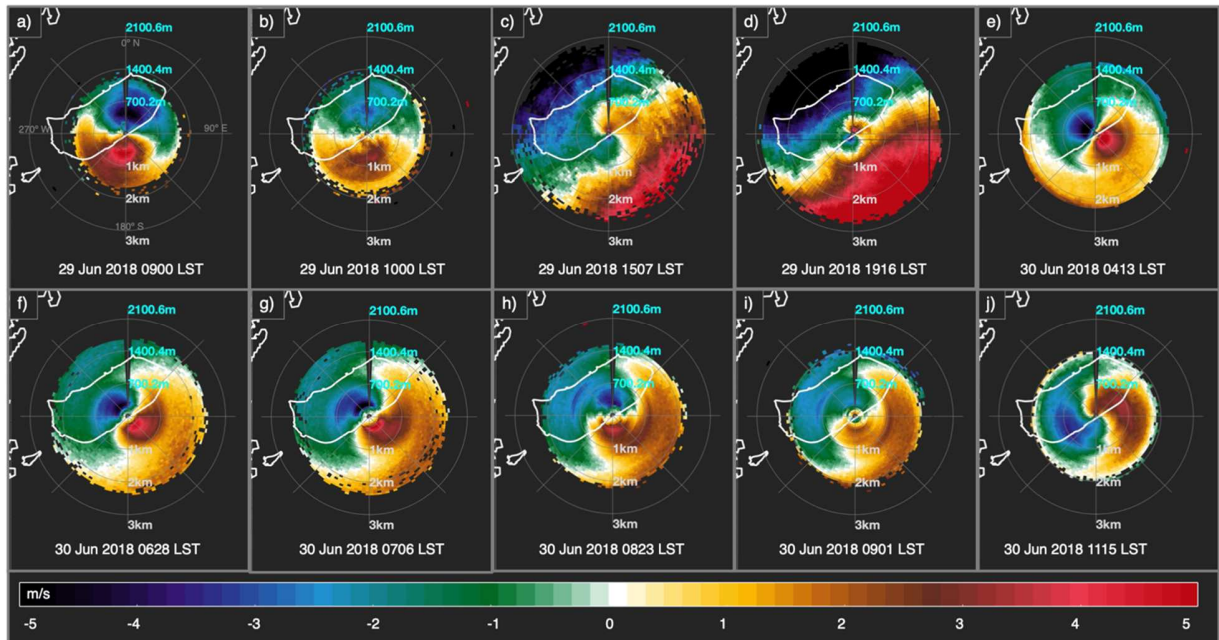 a)
2100.6m
0° N
1400.4m
700.2m
270° W
90° E
1km
2km
180° S
3km
29 Jun 2018 0900 LST
b)
2100.6m
1400.4m
700.2m
1km
2km
3km
29 Jun 2018 1000 LST
c)
2100.6m
1400.4m
700.2m
1km
2km
3km
29 Jun 2018 1507 LST
d)
2100.6m
1400.4m
700.2m
1km
2km
3km
29 Jun 2018 1916 LST
e)
2100.6m
1400.4m
700.2m
1km
2km
3km
30 Jun 2018 0413 LST
f)
2100.6m
1400.4m
700.2m
1km
2km
3km
30 Jun 2018 0628 LST
g)
2100.6m
1400.4m
700.2m
1km
2km
3km
30 Jun 2018 0706 LST
h)
2100.6m
1400.4m
700.2m
1km
2km
3km
30 Jun 2018 0823 LST
i)
2100.6m
1400.4m
700.2m
1km
2km
3km
30 Jun 2018 0901 LST
j)
2100.6m
1400.4m
700.2m
1km
2km
3km
30 Jun 2018 1115 LST
m/s
-5 -4 -3 -2 -1 0 1 2 3 4 5